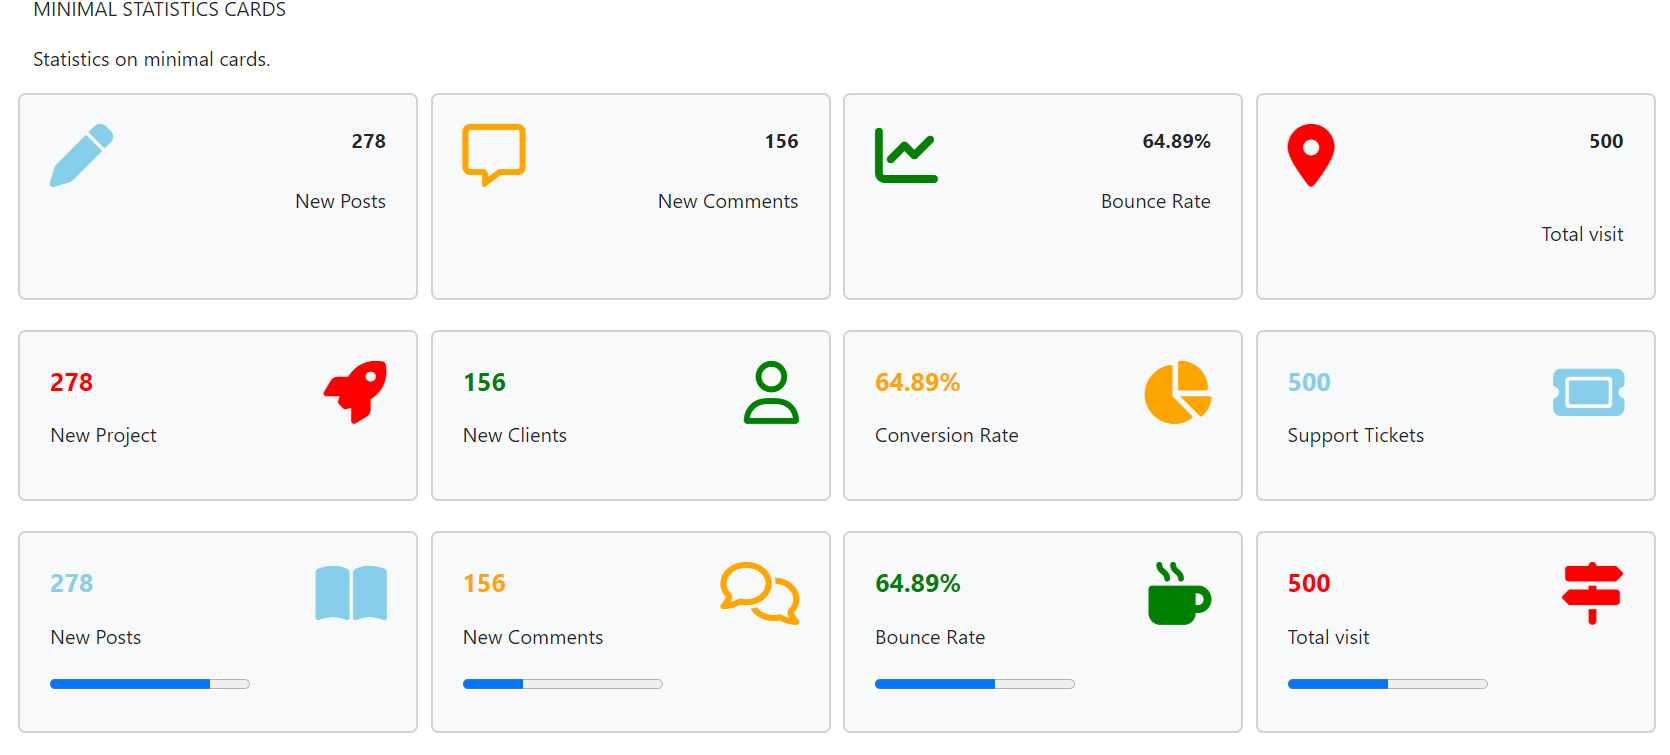 MINIMAL STATISTICS CARDS
Statistics on minimal cards.
278
New Posts
156
New Comments
64.89%
Bounce Rate
500
Total visit
278
New Project
156
New Clients
64.89%
Conversion Rate
500
Support Tickets
278
New Posts
156
New Comments
64.89%
Bounce Rate
500
Total visit